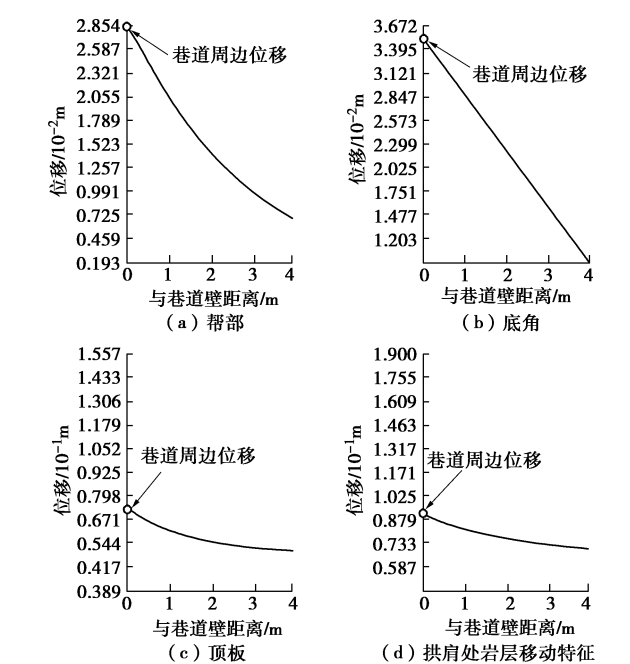 2.854
2.587
2.321
2.055
1.789
1.523
1.257
0.991
0.725
0.459
0.193
位移/10⁻²m
巷道周边位移
0 1 2 3 4
与巷道壁距离/m
(a) 帮部
3.672
3.395
3.121
2.847
2.573
2.299
2.025
1.751
1.477
1.203
位移/10⁻²m
巷道周边位移
0 1 2 3 4
与巷道壁距离/m
(b) 底角
1.557
1.433
1.306
1.179
1.052
0.925
0.798
0.671
0.544
0.417
0.389
位移/10⁻¹m
巷道周边位移
0 1 2 3 4
与巷道壁距离/m
(c) 顶板
1.900
1.755
1.609
1.463
1.317
1.171
1.025
0.879
0.733
0.587
位移/10⁻¹m
巷道周边位移
0 1 2 3 4
与巷道壁距离/m
(d) 拱肩处岩层移动特征